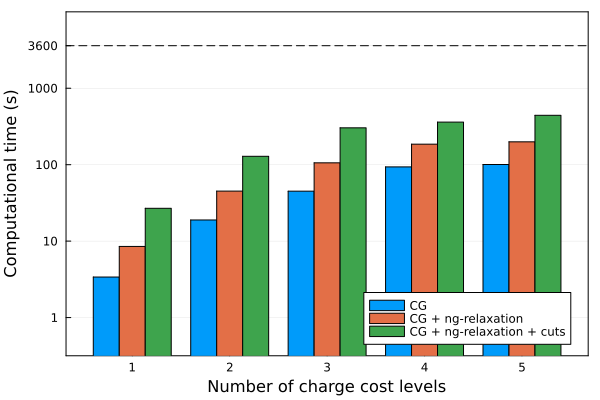 3600
1000
100
10
1
Computational time (s)
1 2 3 4 5
Number of charge cost levels
CG
CG + ng-relaxation
CG + ng-relaxation + cuts